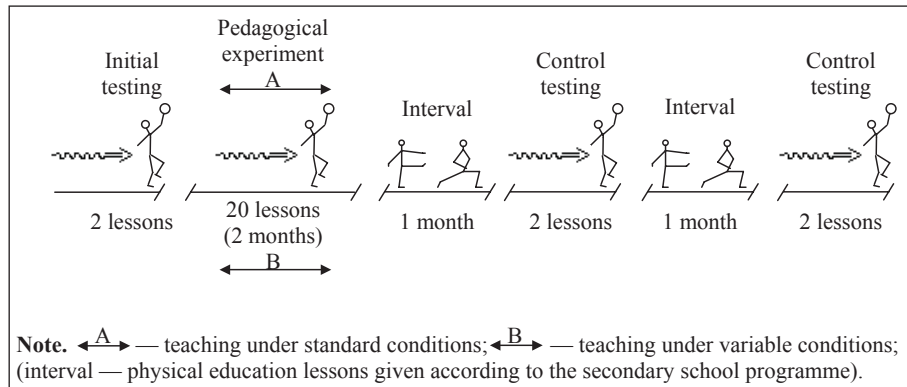 Initial
testing
Pedagogical
experiment
A
Interval
Control
testing
Interval
Control
testing
2 lessons
20 lessons
(2 months)
B
1 month
2 lessons
1 month
2 lessons
Note. A — teaching under standard conditions; B — teaching under variable conditions;
(interval — physical education lessons given according to the secondary school programme).